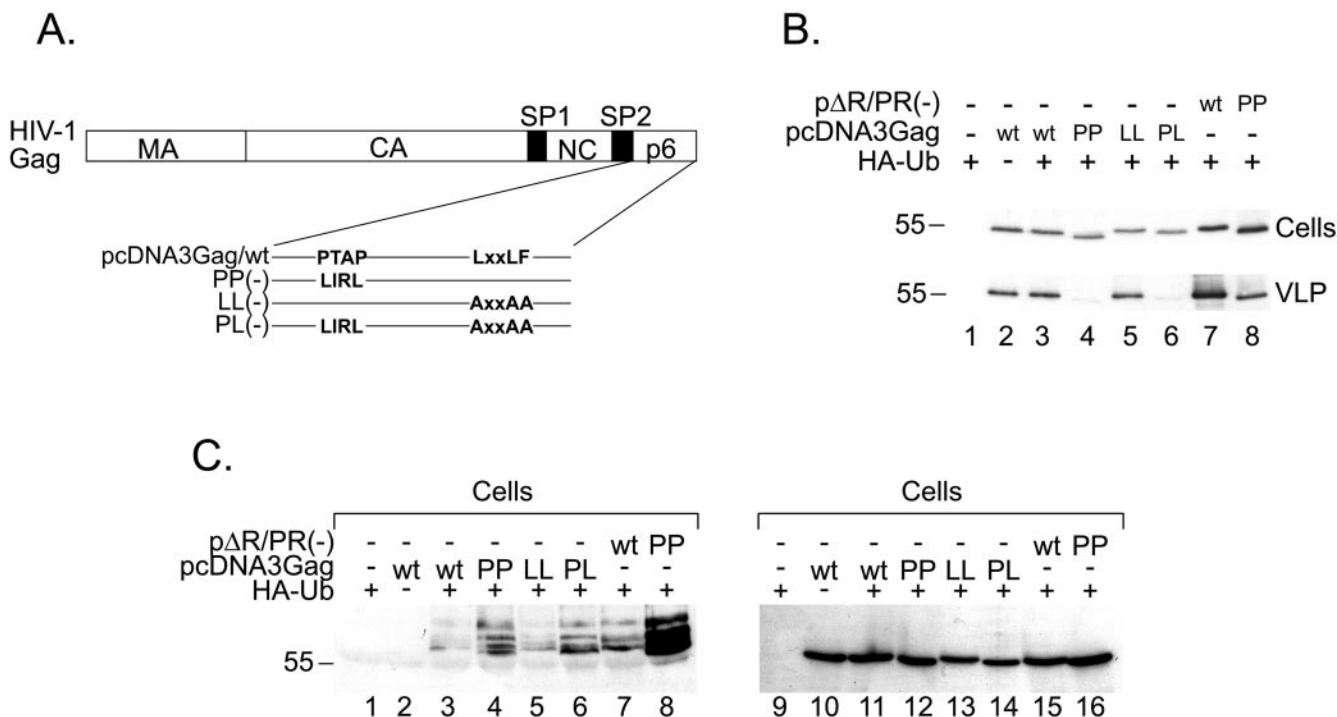 A.
SP1 SP2
HIV-1
Gag
MA CA NC p6
pcDNA3Gag/wt PTAP LxxLF
PP(-) LIRL
LL(-) AxxAA
PL(-) LIRL AxxAA
B.
pΔR/PR(-) - - - - - - wt PP
pcDNA3Gag - wt wt PP LL PL - -
HA-Ub + - + + + + + +
55 – Cells
55 – VLP
1 2 3 4 5 6 7 8
C.
Cells
pΔR/PR(-) - - - - - - wt PP
pcDNA3Gag - wt wt PP LL PL - -
HA-Ub + - + + + + + +
55 –
1 2 3 4 5 6 7 8
Cells
- - - - - - wt PP
- wt wt PP LL PL - -
+ - + + + + + +
9 10 11 12 13 14 15 16